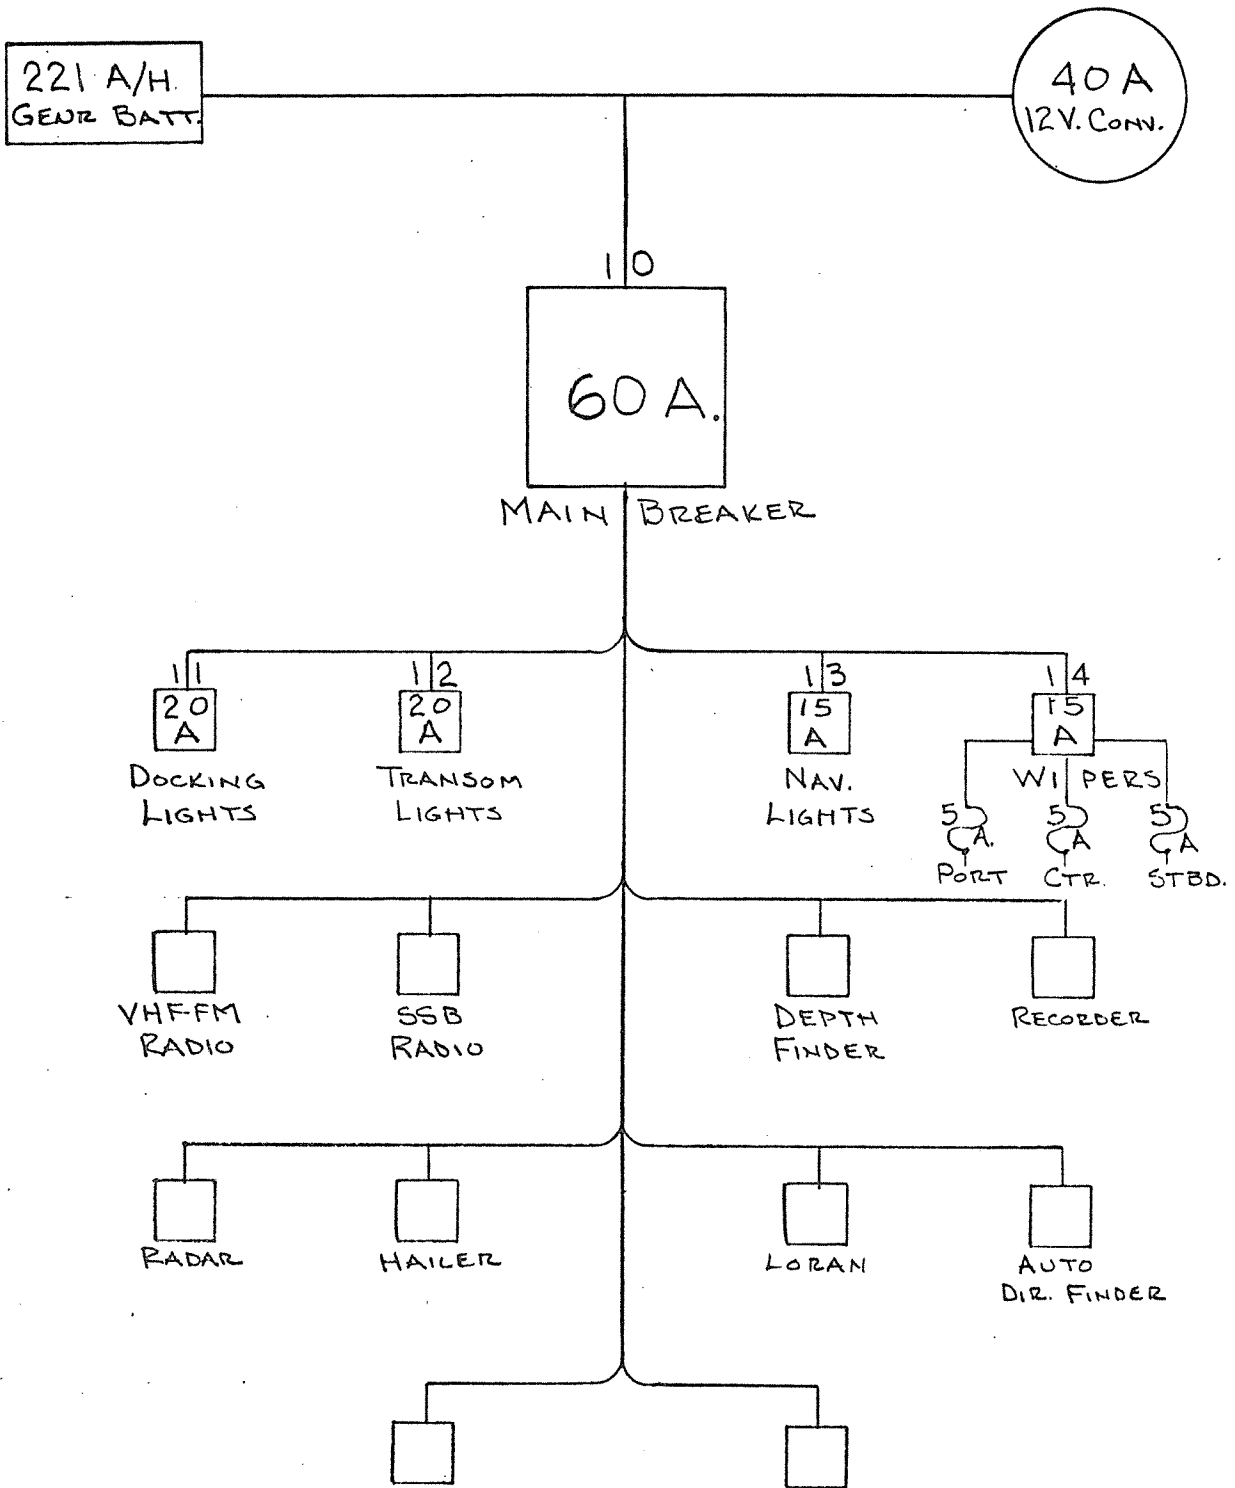 221 A/H.
GENR BATT.
40 A
12V. CONV.
10
60 A.
MAIN BREAKER
11
20
A
DOCKING
LIGHTS
12
20
A
TRANSOM
LIGHTS
13
15
A
NAV.
LIGHTS
14
15
A
WIPERS
5 A.
PORT
5 A
CTR.
5 A
STBD.
VHF-FM
RADIO
SSB
RADIO
DEPTH
FINDER
RECORDER
RADAR
HAILER
LORAN
AUTO
DIR. FINDER